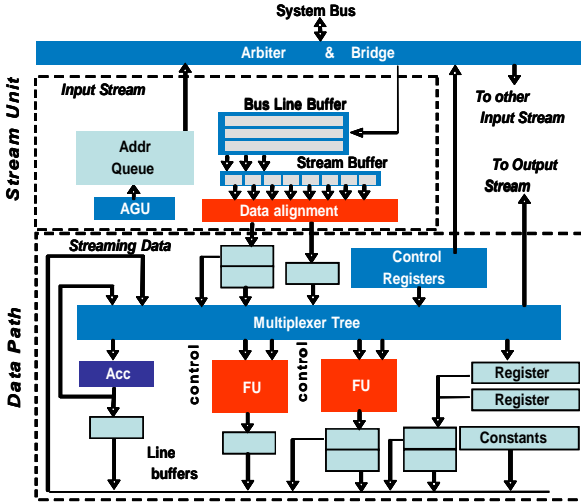 System Bus
Arbiter & Bridge
Stream Unit
Input Stream
Bus Line Buffer
To other
Input Stream
Addr
Queue
Stream Buffer
To Output
Stream
AGU
Data alignment
Data Path
Streaming Data
Control
Registers
Multiplexer Tree
Acc
control
FU
control
FU
Register
Register
Line
buffers
Constants